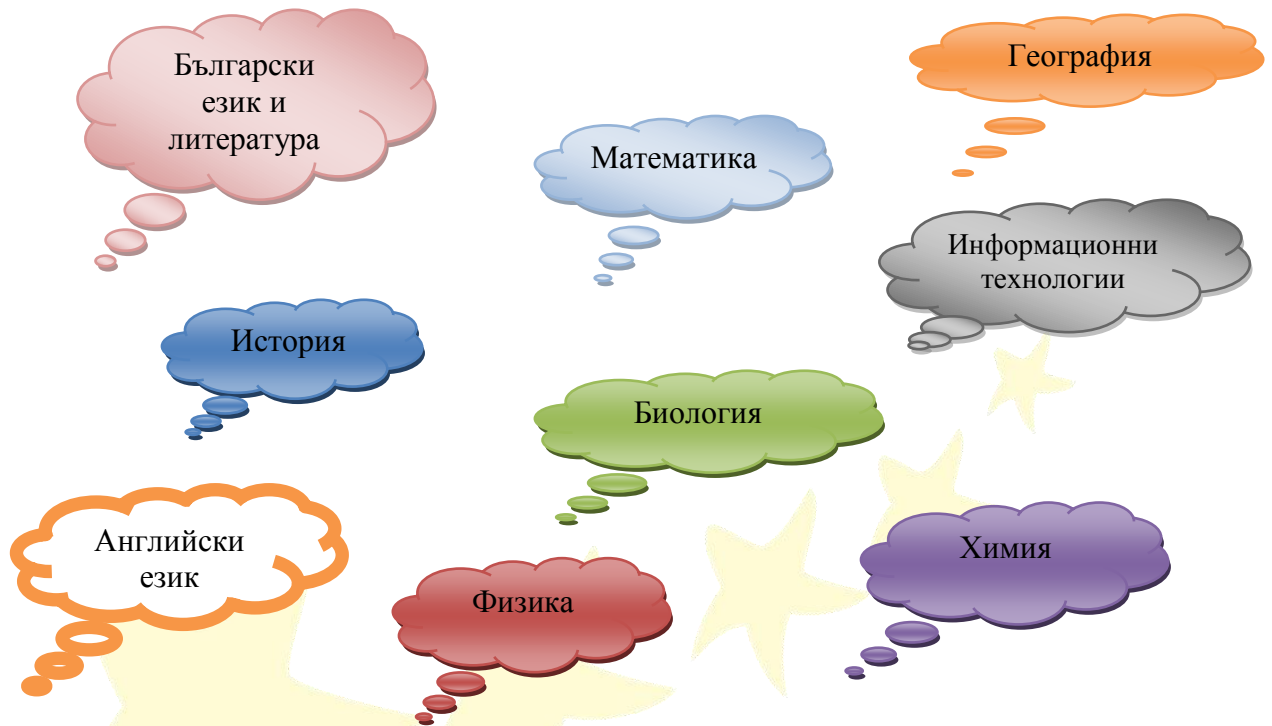 Български
език и
литература
География
Математика
Информационни
технологии
История
Биология
Английски
език
Физика
Химия